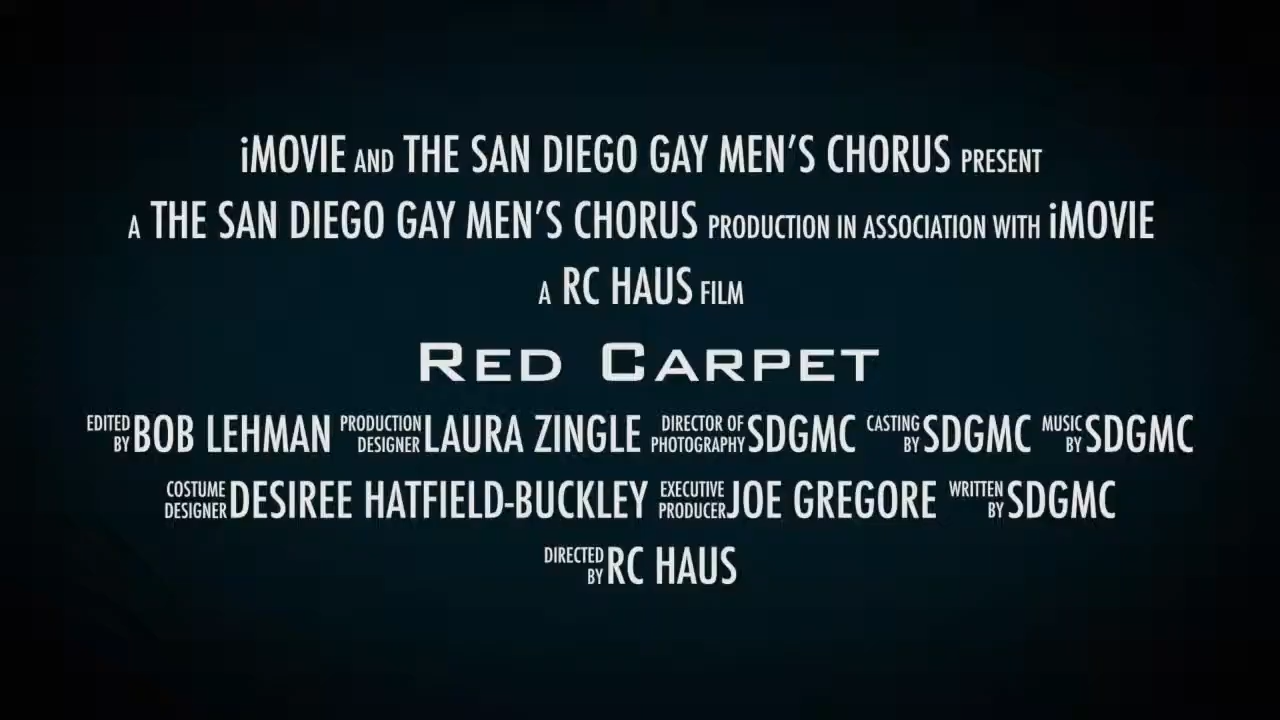 iMOVIE AND THE SAN DIEGO GAY MEN'S CHORUS PRESENT
A THE SAN DIEGO GAY MEN'S CHORUS PRODUCTION IN ASSOCIATION WITH iMOVIE
A RC HAUS FILM
RED CARPET
EDITED BY BOB LEHMAN PRODUCTION DESIGNER LAURA ZINGLE DIRECTOR OF PHOTOGRAPHY SDGMC CASTING BY SDGMC MUSIC BY SDGMC
COSTUME DESIGNER DESIREE HATFIELD-BUCKLEY EXECUTIVE PRODUCER JOE GREGORE WRITTEN BY SDGMC
DIRECTED BY RC HAUS